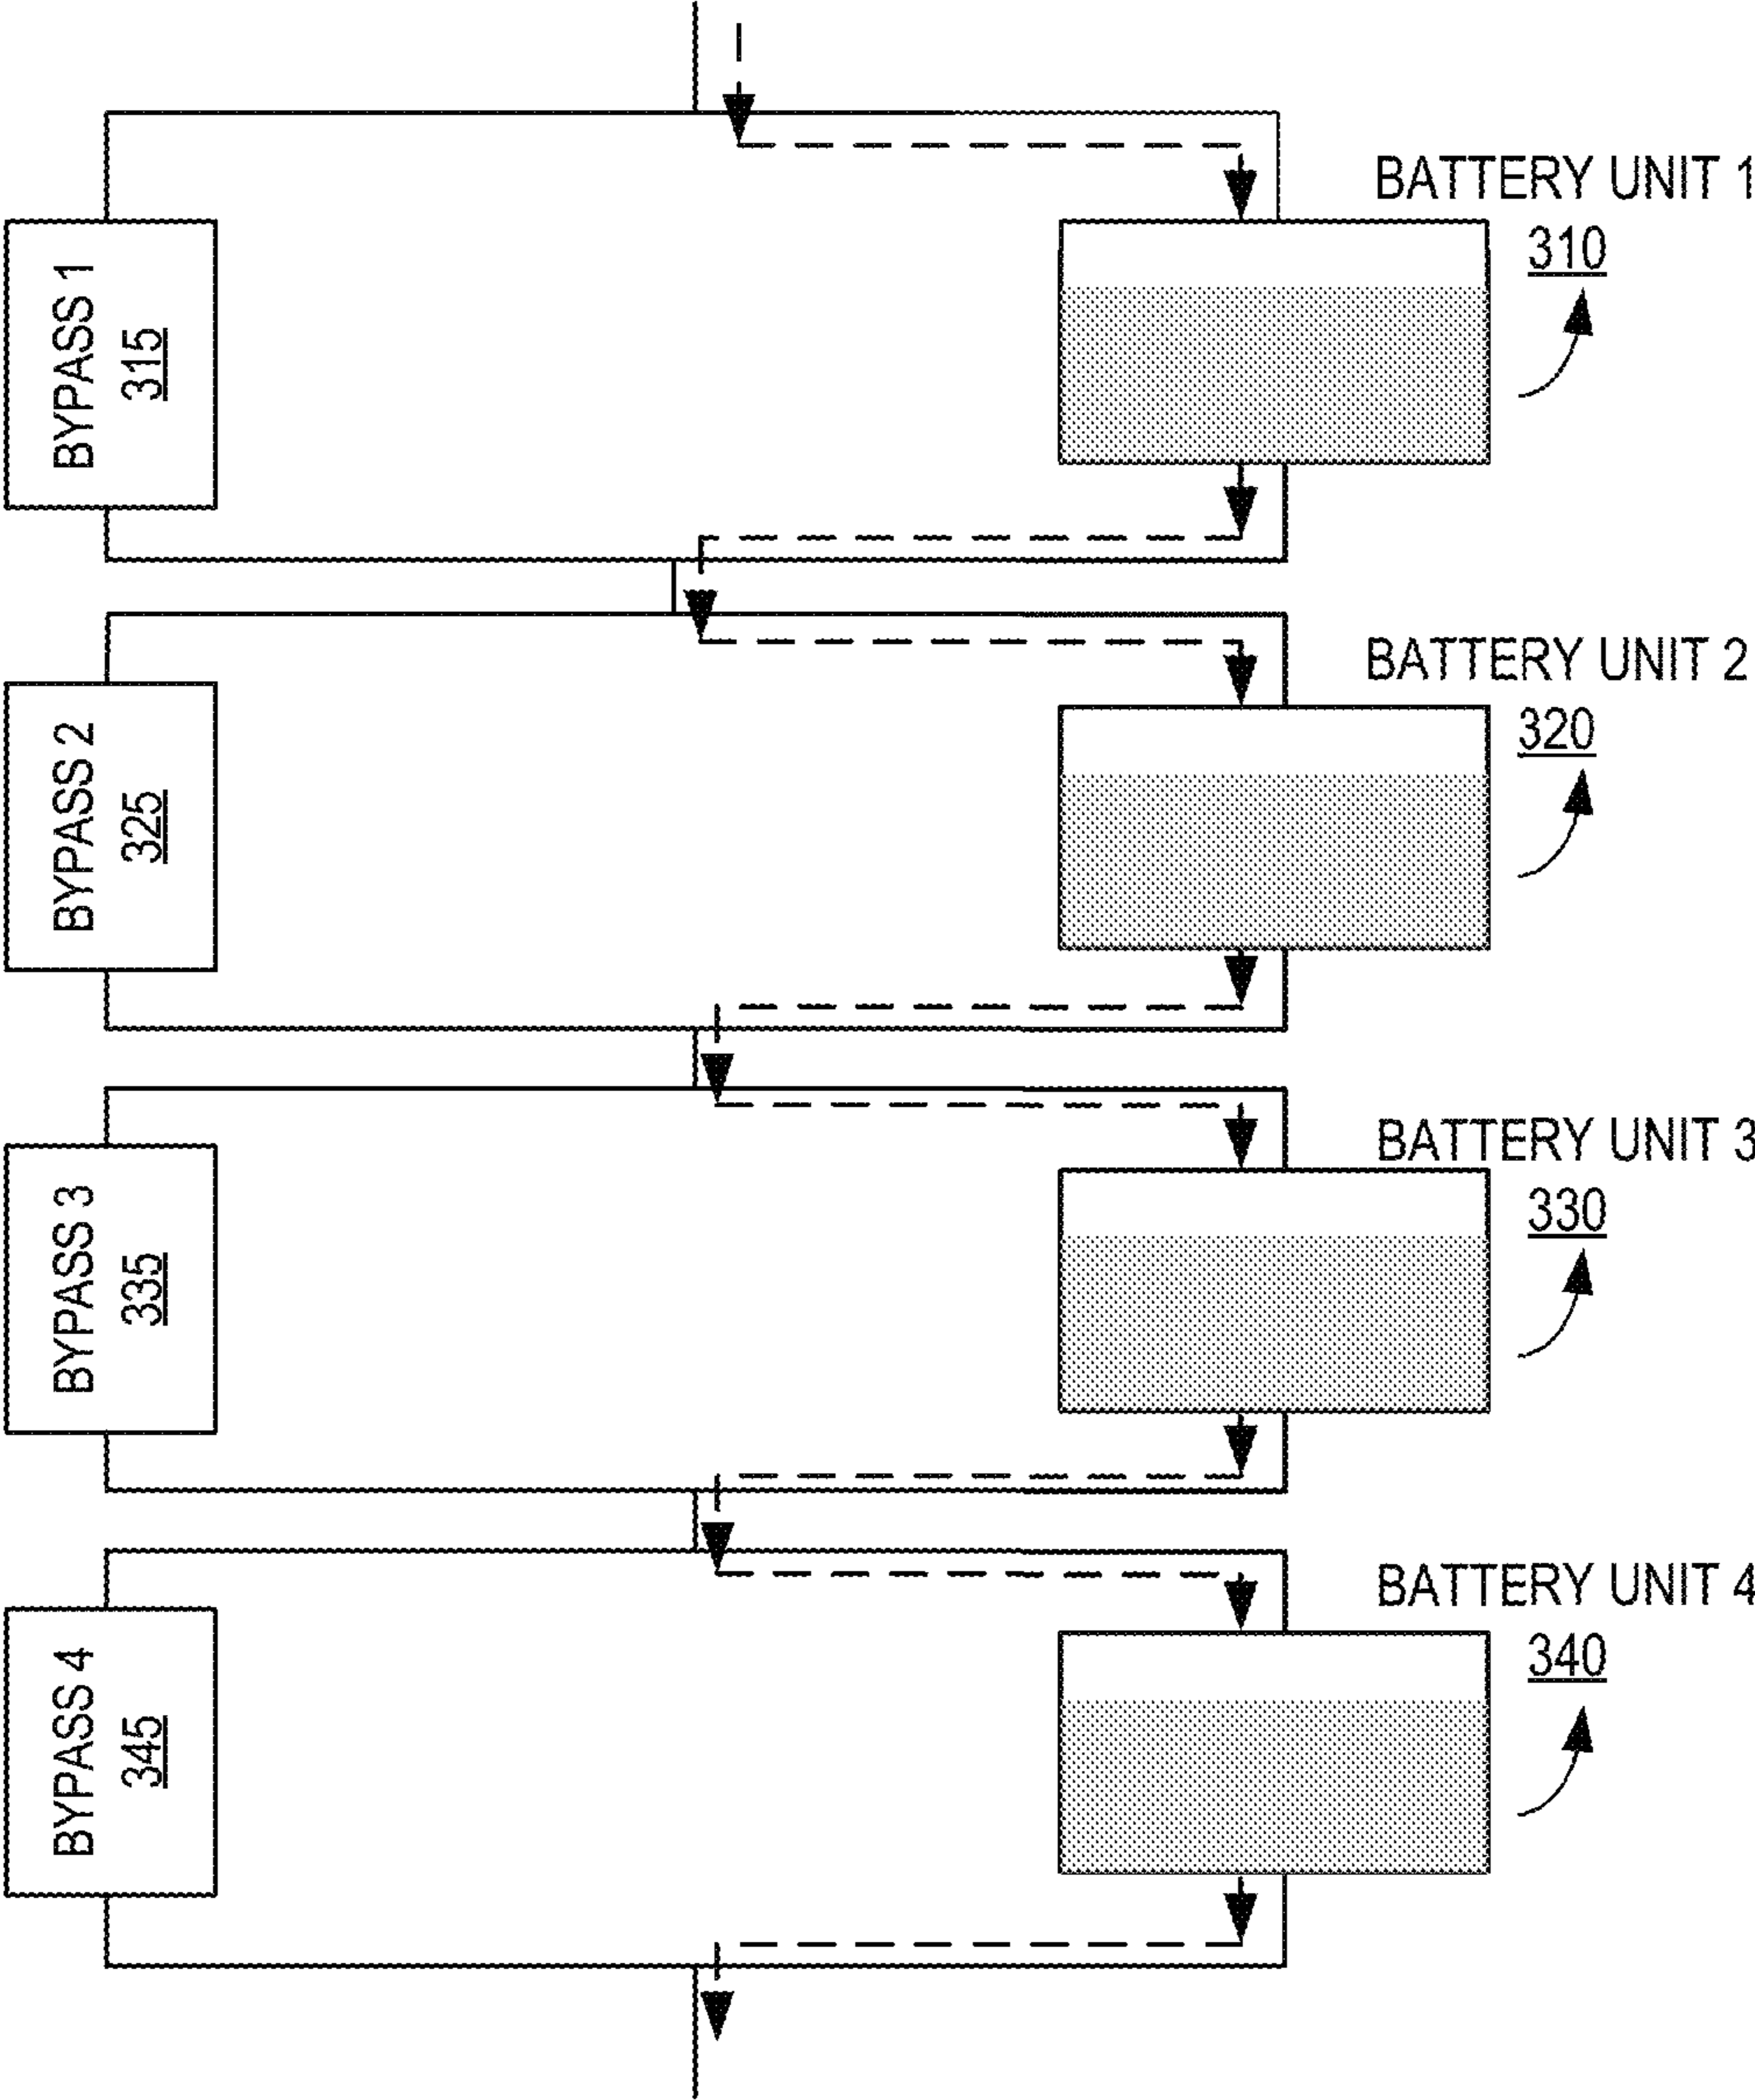 BATTERY UNIT 1
310
BYPASS 1
315
BATTERY UNIT 2
320
BYPASS 2
325
BATTERY UNIT 3
330
BYPASS 3
335
BATTERY UNIT 4
340
BYPASS 4
345